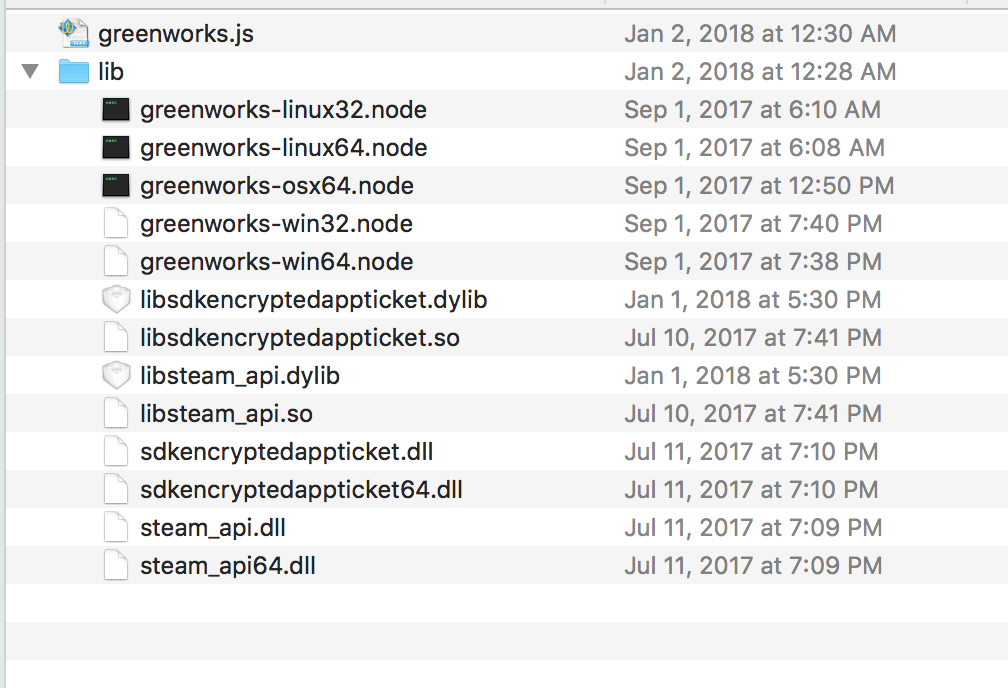 greenworks.js Jan 2, 2018 at 12:30 AM
lib Jan 2, 2018 at 12:28 AM
greenworks-linux32.node Sep 1, 2017 at 6:10 AM
greenworks-linux64.node Sep 1, 2017 at 6:08 AM
greenworks-osx64.node Sep 1, 2017 at 12:50 PM
greenworks-win32.node Sep 1, 2017 at 7:40 PM
greenworks-win64.node Sep 1, 2017 at 7:38 PM
libsdkencryptedappticket.dylib Jan 1, 2018 at 5:30 PM
libsdkencryptedappticket.so Jul 10, 2017 at 7:41 PM
libsteam_api.dylib Jan 1, 2018 at 5:30 PM
libsteam_api.so Jul 10, 2017 at 7:41 PM
sdkencryptedappticket.dll Jul 11, 2017 at 7:10 PM
sdkencryptedappticket64.dll Jul 11, 2017 at 7:10 PM
steam_api.dll Jul 11, 2017 at 7:09 PM
steam_api64.dll Jul 11, 2017 at 7:09 PM